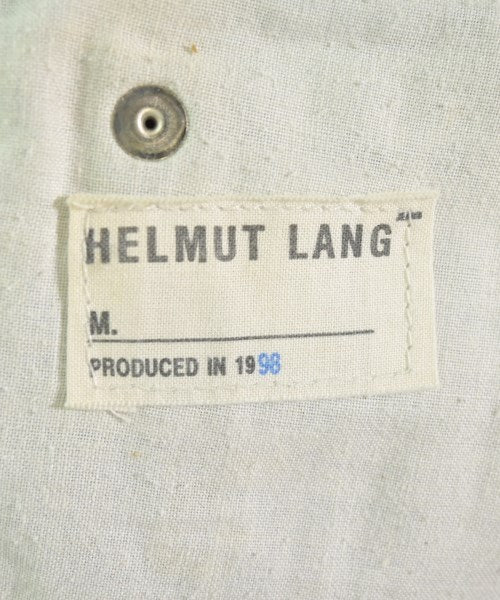 HELMUT LANG JEANS
M.
PRODUCED IN 1998